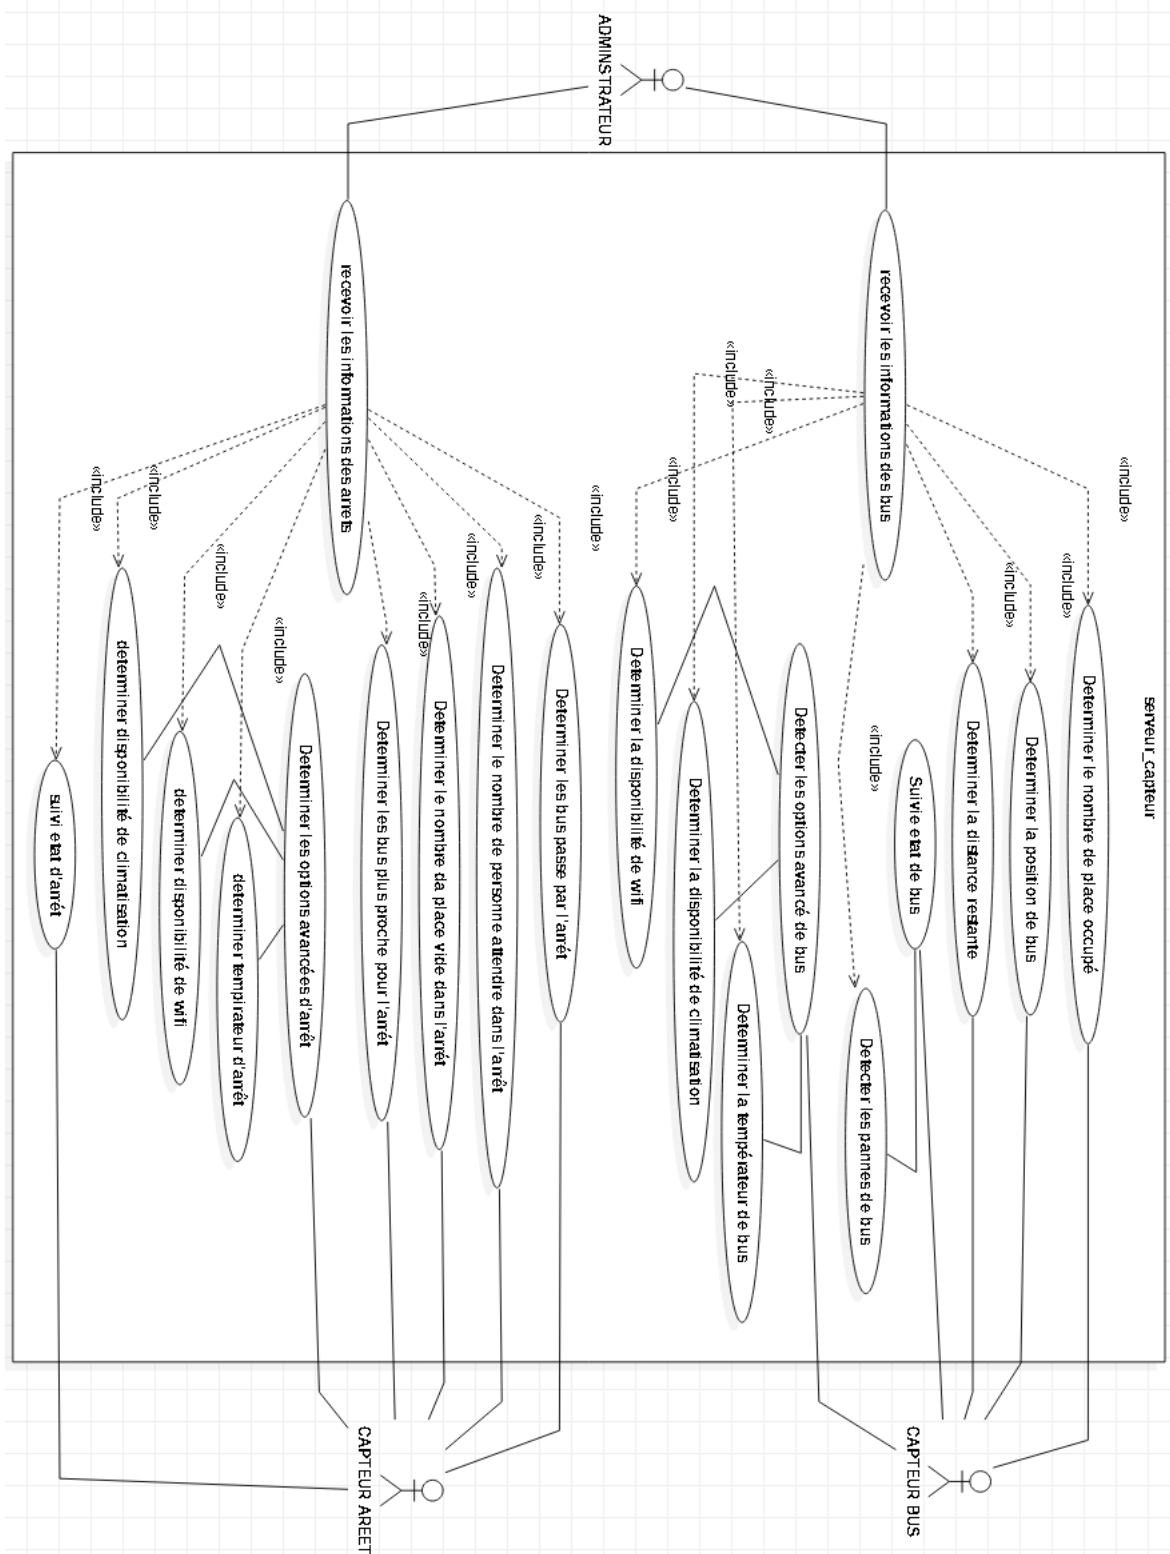 serveur_capteur
ADMINSTRATEUR
recevoir les informations des bus
«include»
Determine le nombre de place occupé
«include»
Determiner la position de bus
«include»
Determiner la distance restante
Suivie etat de bus
«include»
Detecter les pannes de bus
Detecter les options avancé de bus
«include»
«include»
Determiner la températeur de bus
Determiner la disponibilité de climatisation
«include»
Determiner la disponibilité de wifi
CAPTEUR BUS
recevoir les informations des arrets
«include»
Determiner les bus passe par l'arrét
«include»
Determiner le nombre de personne attendre dans l'arrêt
«include»
Determiner le nombre da place vide dans l'arrét
«include»
Determiner les bus plus proche pour l'arrét
Determiner les options avancées d'arrêt
«include»
determiner tempirateur d'arrêt
«include»
determiner disponibilité de wifi
«include»
determiner disponibilité de climatisation
«include»
suivi etat d'arrét
CAPTEUR AREET